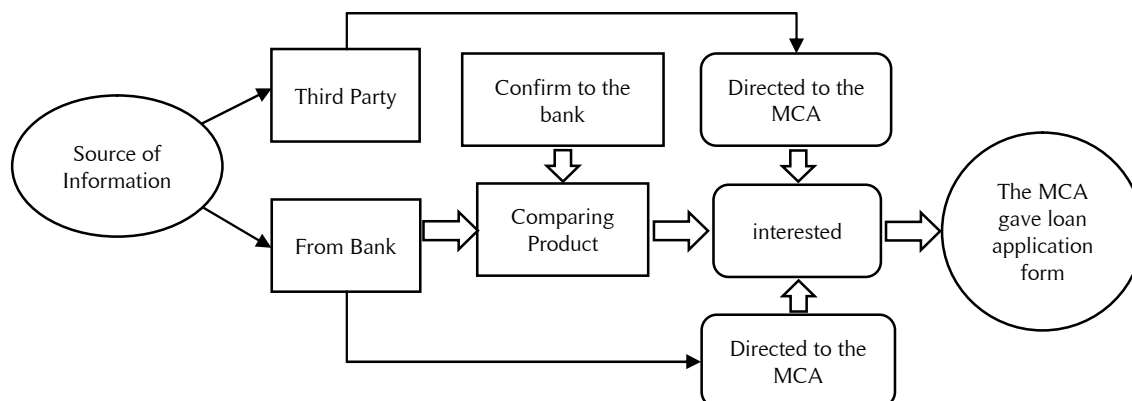 Third Party
Confirm to the
bank
Directed to the
MCA
Source of
Information
From Bank
Comparing
Product
interested
The MCA
gave loan
application
form
Directed to the
MCA